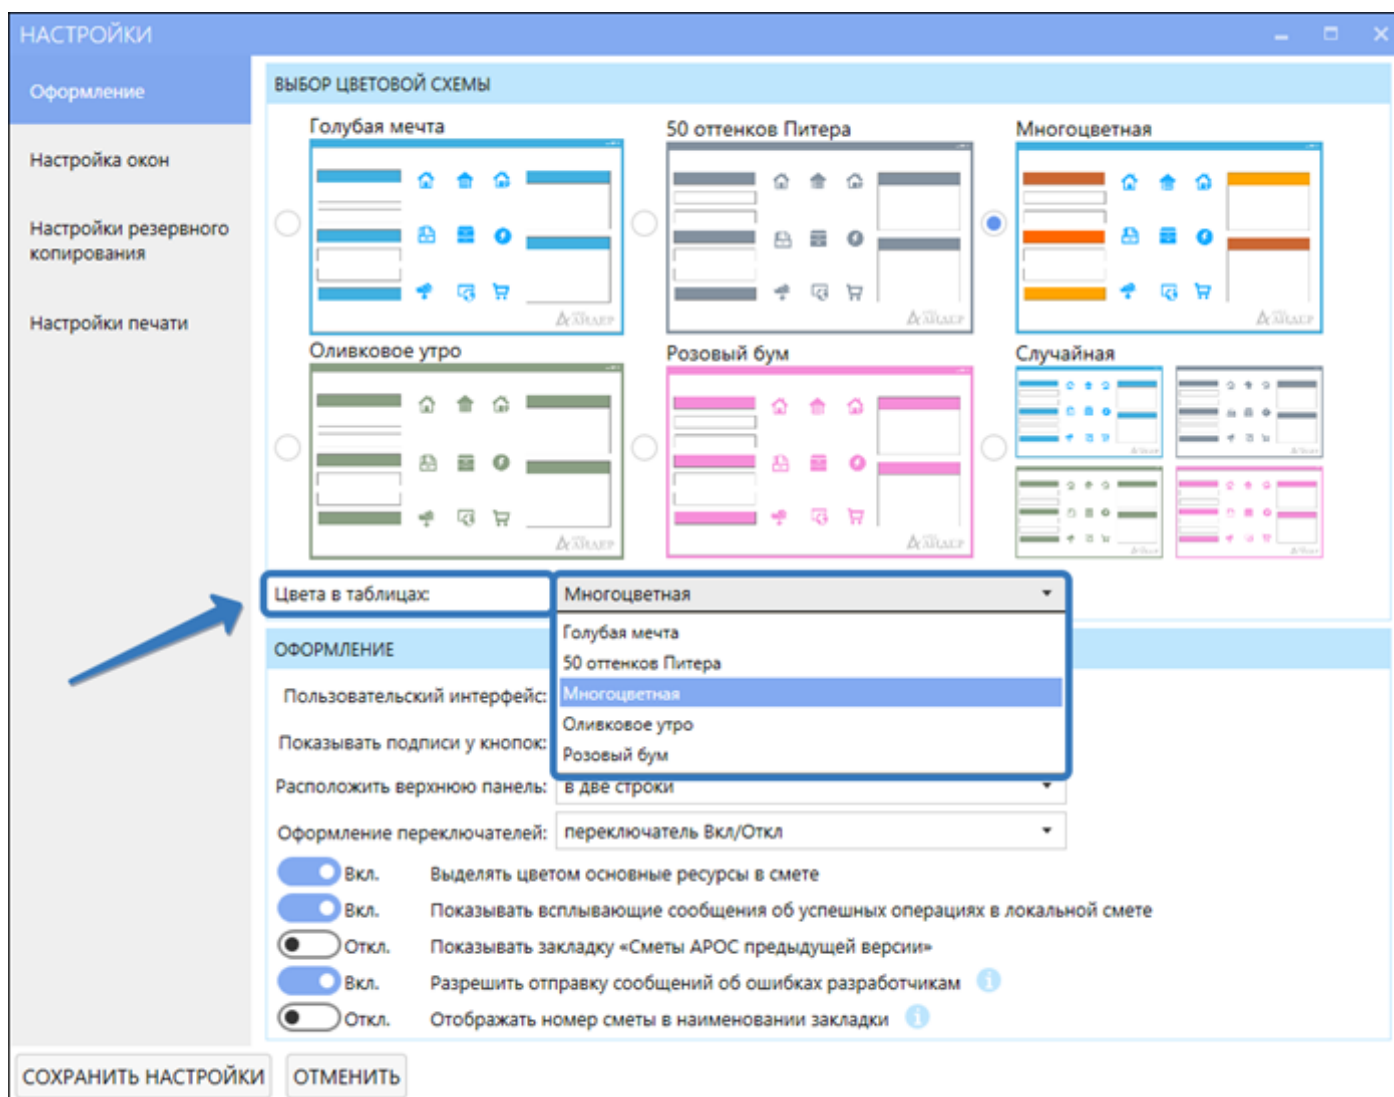 НАСТРОЙКИ
Оформление
Настройка окон
Настройки резервного
копирования
Настройки печати
ВЫБОР ЦВЕТОВОЙ СХЕМЫ
Голубая мечта
50 оттенков Питера
Многоцветная
Оливковое утро
Розовый бум
Случайная
Цвета в таблицах:
Многоцветная
Голубая мечта
50 оттенков Питера
Многоцветная
Оливковое утро
Розовый бум
ОФОРМЛЕНИЕ
Пользовательский интерфейс:
Показывать подписи у кнопок:
Расположить верхнюю панель: в две строки
Оформление переключателей: переключатель Вкл/Откл
Вкл. Выделять цветом основные ресурсы в смете
Вкл. Показывать всплывающие сообщения об успешных операциях в локальной смете
Откл. Показывать закладку «Сметы АРОС предыдущей версии»
Вкл. Разрешить отправку сообщений об ошибках разработчикам
Откл. Отображать номер сметы в наименовании закладки
СОХРАНИТЬ НАСТРОЙКИ
ОТМЕНИТЬ